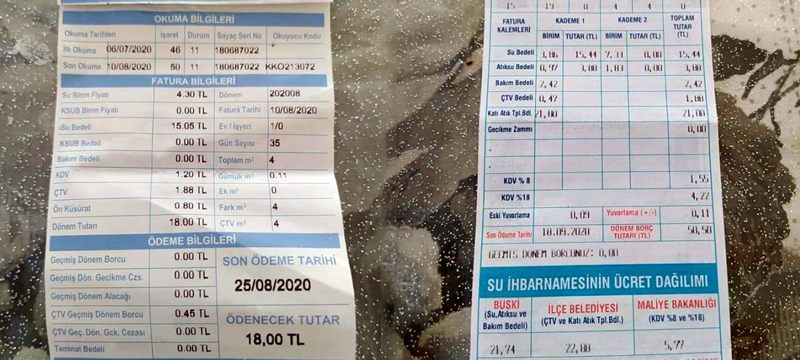 OKUMA BİLGİLERİ
Okuma Tarihleri İşaret Durum Sayaç Seri No Okuyucu Kodu
İlk Okuma 06/07/2020 46 11 180687022
Son Okuma 10/08/2020 50 11 180687022 KKO213072
FATURA BİLGİLERİ
Su Birim Fiyatı 4.30 TL Dönem 202008
KSUB Birim Fiyatı 0.00 TL Fatura Tarihi 10/08/2020
Su Bedeli 15.05 TL Ev / İşyeri 1/0
KSUB Bedeli 0.00 TL Gün Sayısı 35
Bakım Bedeli 0.00 TL Toplam m³ 4
KDV 1.20 TL Günlük m³ 0.11
ÇTV 1.88 TL Ek m³ 0
Ön Küsürat 0.80 TL Fark m³ 4
Dönem Tutarı 18.00 TL ÇTV m³ 4
ÖDEME BİLGİLERİ
Geçmiş Dönem Borcu 0.00 TL
Geçmiş Dön. Gecikme Czs. 0.00 TL
Geçmiş Dönem Alacağı 0.00 TL
ÇTV Geçmiş Dönem Borcu 0.45 TL
ÇTV Geç. Dön. Gck. Cezası 0.00 TL
Teminat Bedeli 0.00 TL
SON ÖDEME TARİHİ
25/08/2020
ÖDENECEK TUTAR
18,00 TL
15 19 0 4 4 0
FATURA KALEMLERİ KADEME 1 KADEME 2 TOPLAM TUTAR (TL)
BİRİM TUTAR (TL) BİRİM TUTAR (TL)
Su Bedeli 3,86 15,44 7,33 0,00 15,44
Atıksu Bedeli 0,97 3,88 1,83 0,00 3,88
Bakım Bedeli 2,42 2,42
ÇTV Bedeli 0,47 1,88
Katı Atık Tpl.Bdl. 21,00 21,00
Gecikme Zammı 0,00
KDV % 8 1,55
KDV %18 4,22
Eski Yuvarlama 0,09 Yuvarlama (+/-) 0,11
Son Ödeme Tarihi 18.09.2020 DÖNEM BORÇ TUTARI (TL) 50,50
GEÇMİŞ DÖNEM BORCUNUZ: 0,00
SU İHBARNAMESİNİN ÜCRET DAĞILIMI
BUSKİ İLÇE BELEDİYESİ MALİYE BAKANLIĞI
(Su,Atıksu ve Bakım Bedeli) (ÇTV ve Katı Atık Tpl.Bdl.) (KDV %8 ve %18)
21,74 22,88 5,77